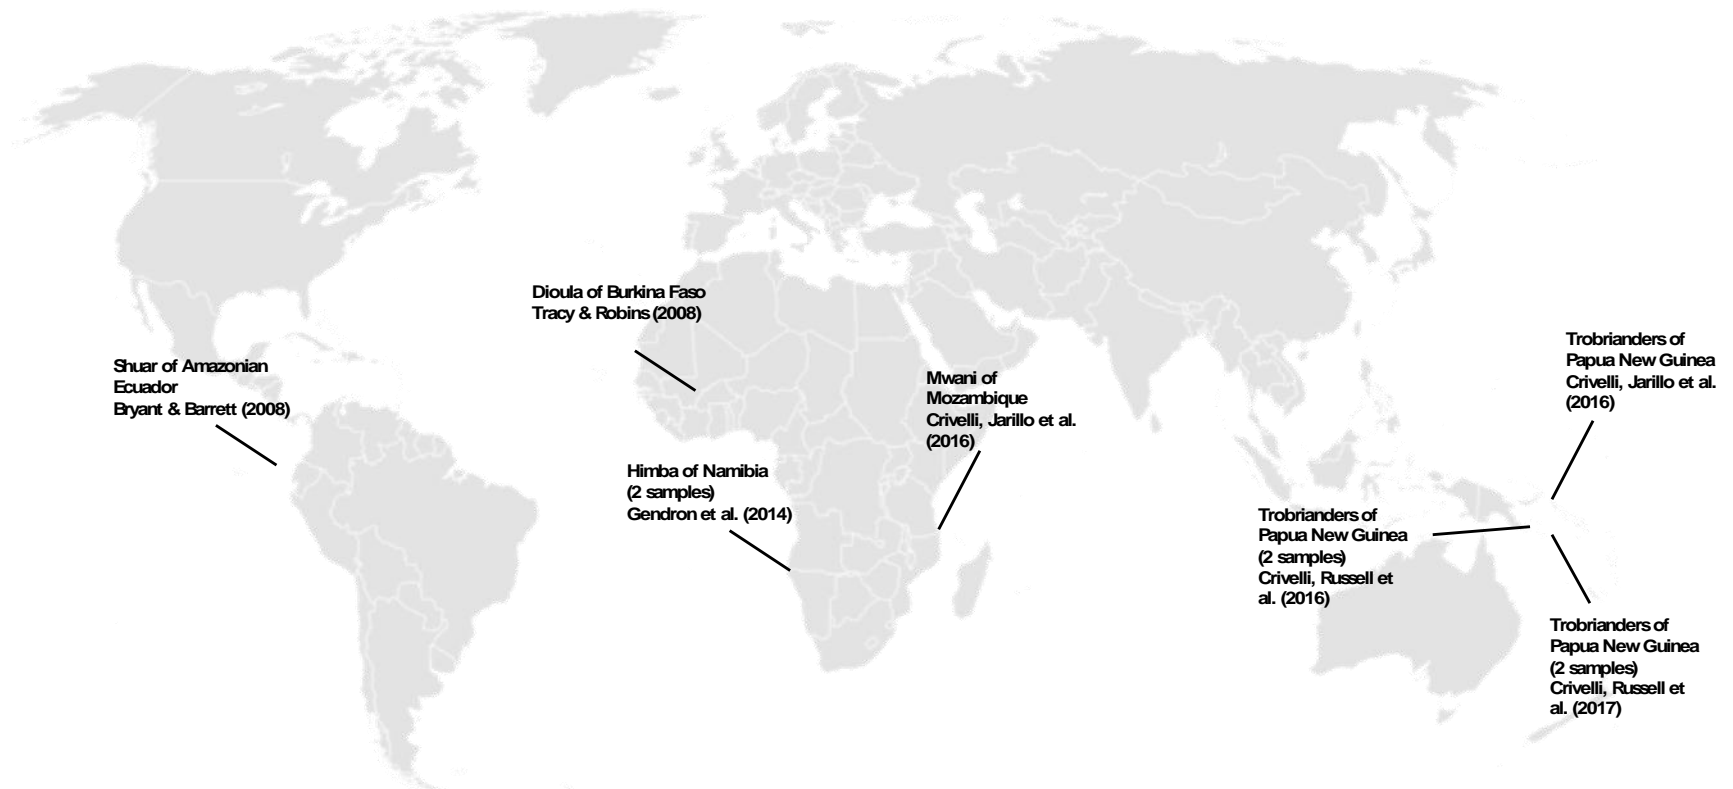 Dioula of Burkina Faso
Tracy & Robins (2008)
Shuar of Amazonian
Ecuador
Bryant & Barrett (2008)
Mwani of
Mozambique
Crivelli, Jarillo et al.
(2016)
Himba of Namibia
(2 samples)
Gendron et al. (2014)
Trobrianders of
Papua New Guinea
Crivelli, Jarillo et al.
(2016)
Trobrianders of
Papua New Guinea
(2 samples)
Crivelli, Russell et
al. (2016)
Trobrianders of
Papua New Guinea
(2 samples)
Crivelli, Russell et
al. (2017)